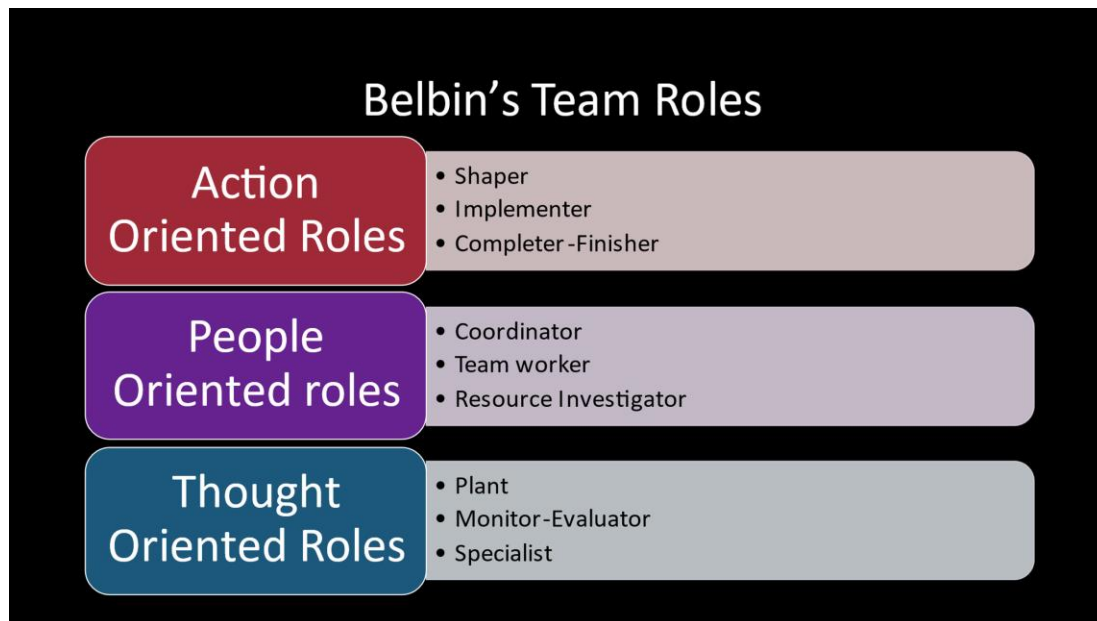 Belbin’s Team Roles
Action
Oriented Roles
• Shaper
• Implementer
• Completer-Finisher
People
Oriented roles
• Coordinator
• Team worker
• Resource Investigator
Thought
Oriented Roles
• Plant
• Monitor-Evaluator
• Specialist